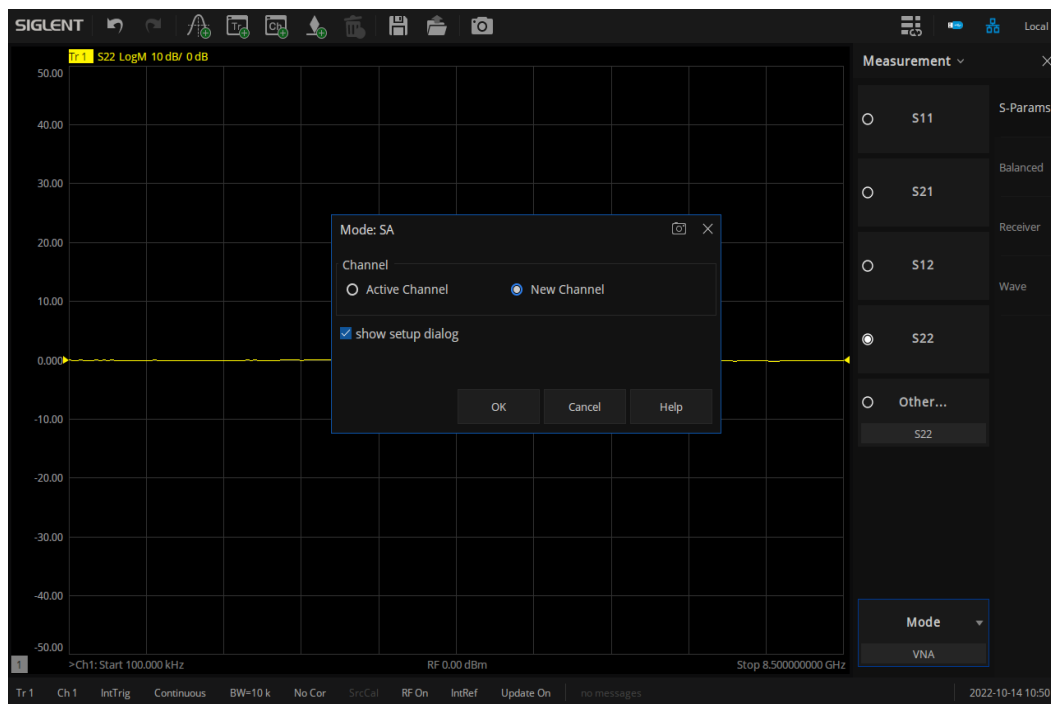 SIGLENT
Tr Ch Local
Tr 1 S22 LogM 10 dB/ 0 dB
50.00
40.00
30.00
20.00
10.00
0.000
-10.00
-20.00
-30.00
-40.00
-50.00
1 >Ch1: Start 100.000 kHz RF 0.00 dBm Stop 8.500000000 GHz
Mode: SA
Channel
Active Channel New Channel
show setup dialog
OK Cancel Help
Measurement
S11
S21
S12
S22
Other...
S22
Mode
VNA
S-Params
Balanced
Receiver
Wave
Tr 1 Ch 1 IntTrig Continuous BW=10 k No Cor SrcCal RF On IntRef Update On no messages 2022-10-14 10:50